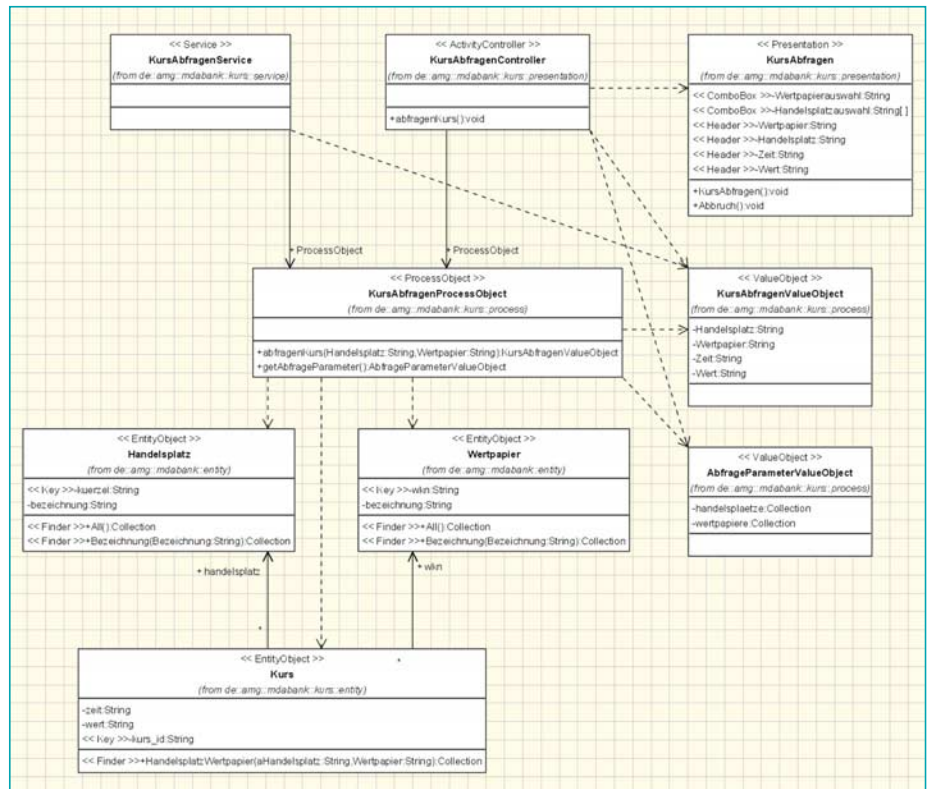 << Service >>
KursAbfragenService
(from de::amg::mdabank::kurs::service)
<< ActivityController >>
KursAbfragenController
(from de::amg::mdabank::kurs::presentation)
+abfragenKurs():void
<< Presentation >>
KursAbfragen
(from de::amg::mdabank::kurs::presentation)
<< ComboBox >>-Wertpapierauswahl:String
<< ComboBox >>-Handelsplatzauswahl:String[ ]
<< Header >>-Wertpapier:String
<< Header >>-Handelsplatz:String
<< Header >>-Zeit:String
<< Header >>-Wert:String
+KursAbfragen():void
+Abbruch():void
+ ProcessObject
+ ProcessObject
<< ProcessObject >>
KursAbfragenProcessObject
(from de::amg::mdabank::kurs::process)
+abfragenKurs(Handelsplatz:String,Wertpapier:String):KursAbfragenValueObject
+getAbfrageParameter():AbfrageParameterValueObject
<< ValueObject >>
KursAbfragenValueObject
(from de::amg::mdabank::kurs::process)
-Handelsplatz:String
-Wertpapier:String
-Zeit:String
-Wert:String
<< EntityObject >>
Handelsplatz
(from de::amg::mdabank::entity)
<< Key >>-kuerzel:String
-bezeichnung:String
<< Finder >>+All():Collection
<< Finder >>+Bezeichnung(Bezeichnung:String):Collection
<< EntityObject >>
Wertpapier
(from de::amg::mdabank::entity)
<< Key >>-wkn:String
-bezeichnung:String
<< Finder >>+All():Collection
<< Finder >>+Bezeichnung(Bezeichnung:String):Collection
<< ValueObject >>
AbfrageParameterValueObject
(from de::amg::mdabank::kurs::process)
-handelsplaetze:Collection
-wertpapiere:Collection
+ handelsplatz
+ wkn
*
*
<< EntityObject >>
Kurs
(from de::amg::mdabank::kurs::entity)
-zeit:String
-wert:String
<< Key >>-kurs_id:String
<< Finder >>+HandelsplatzWertpapier(aHandelsplatz:String,Wertpapier:String):Collection